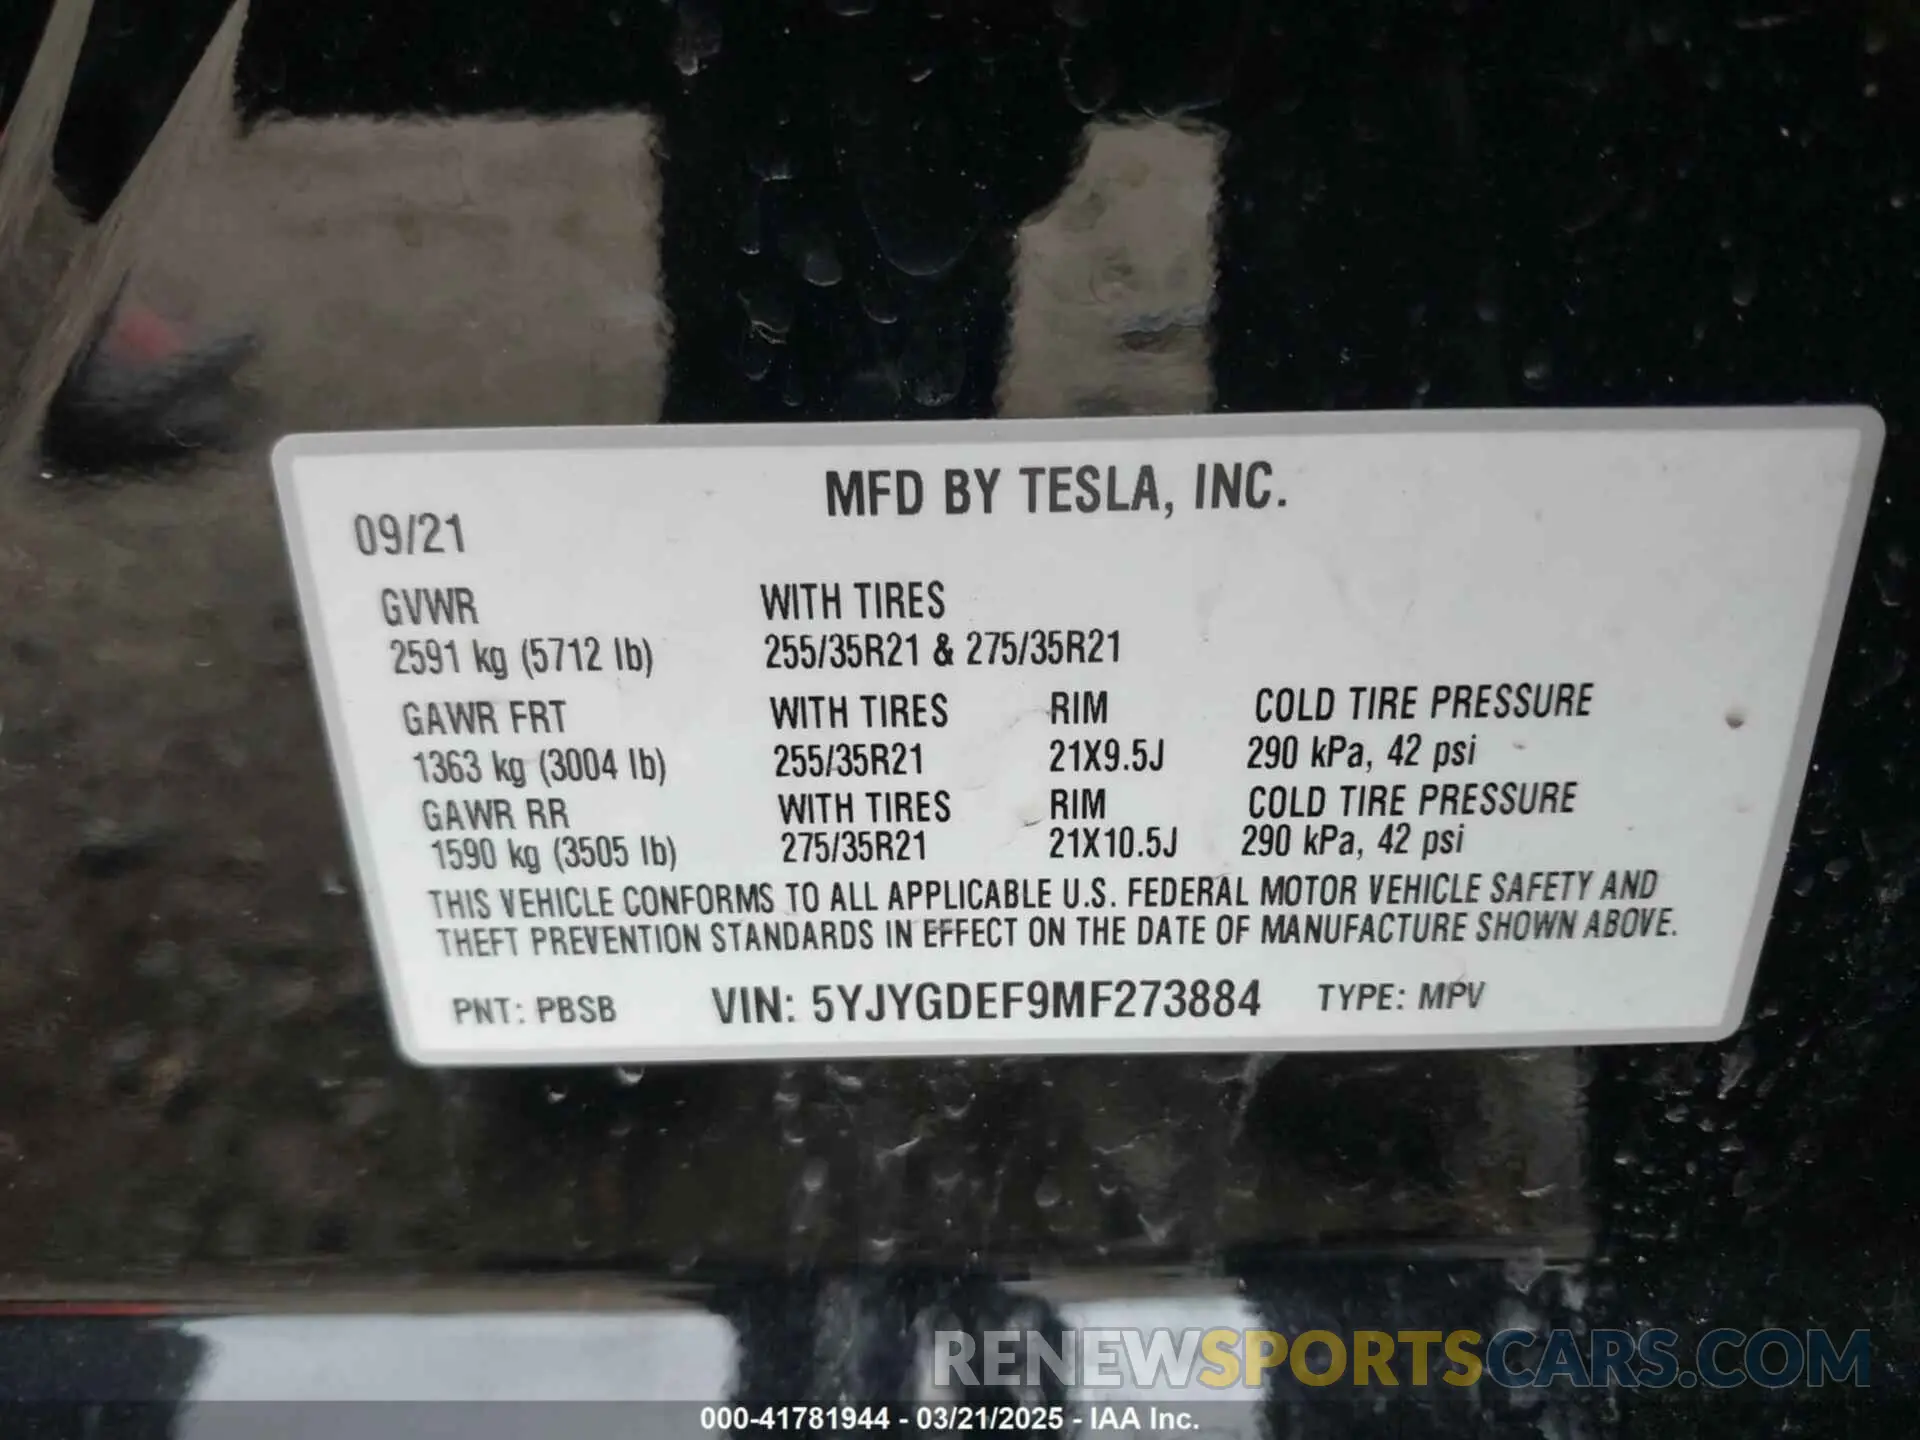 MFD BY TESLA, INC.
09/21
GVWR WITH TIRES
2591 kg (5712 lb) 255/35R21 & 275/35R21
GAWR FRT WITH TIRES RIM COLD TIRE PRESSURE
1363 kg (3004 lb) 255/35R21 21X9.5J 290 kPa, 42 psi
GAWR RR WITH TIRES RIM COLD TIRE PRESSURE
1590 kg (3505 lb) 275/35R21 21X10.5J 290 kPa, 42 psi
THIS VEHICLE CONFORMS TO ALL APPLICABLE U.S. FEDERAL MOTOR VEHICLE SAFETY AND
THEFT PREVENTION STANDARDS IN EFFECT ON THE DATE OF MANUFACTURE SHOWN ABOVE.
PNT: PBSB VIN: 5YJYGDEF9MF273884 TYPE: MPV
RENEWSPORTSCARS.COM
000-41781944 - 03/21/2025 - IAA Inc.